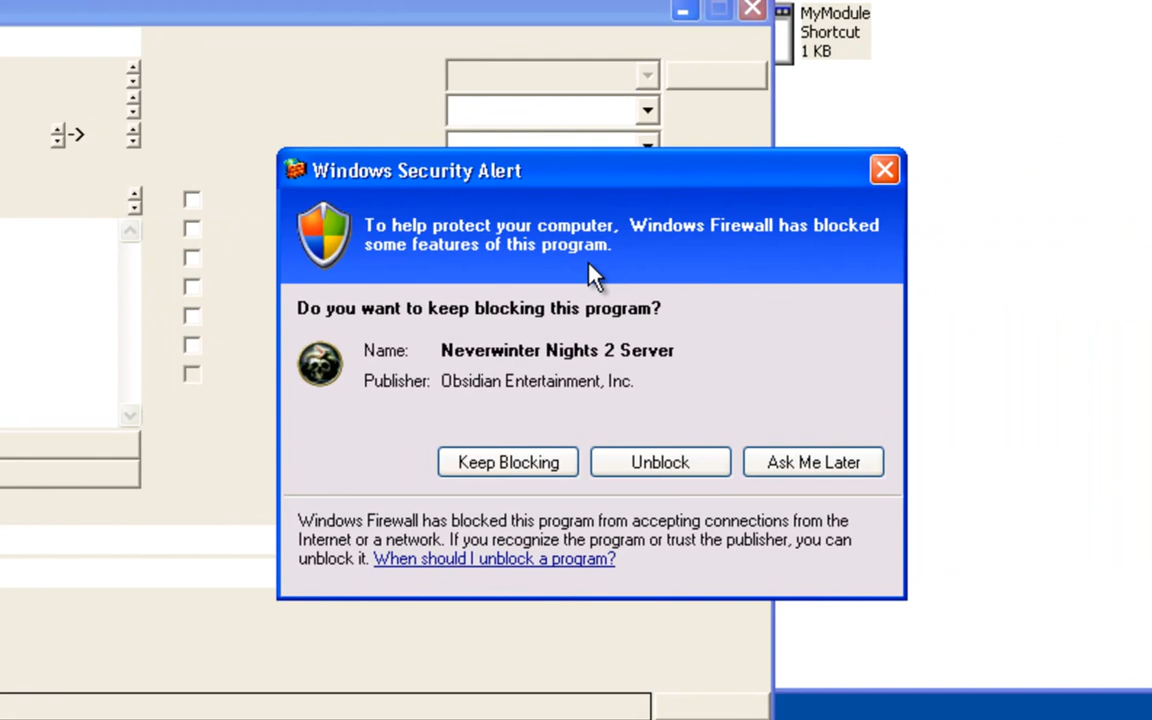 MyModule
Shortcut
1 KB
->
Windows Security Alert
To help protect your computer, Windows Firewall has blocked
some features of this program.
Do you want to keep blocking this program?
Name: Neverwinter Nights 2 Server
Publisher: Obsidian Entertainment, Inc.
Keep Blocking Unblock Ask Me Later
Windows Firewall has blocked this program from accepting connections from the
Internet or a network. If you recognize the program or trust the publisher, you can
unblock it. When should I unblock a program?